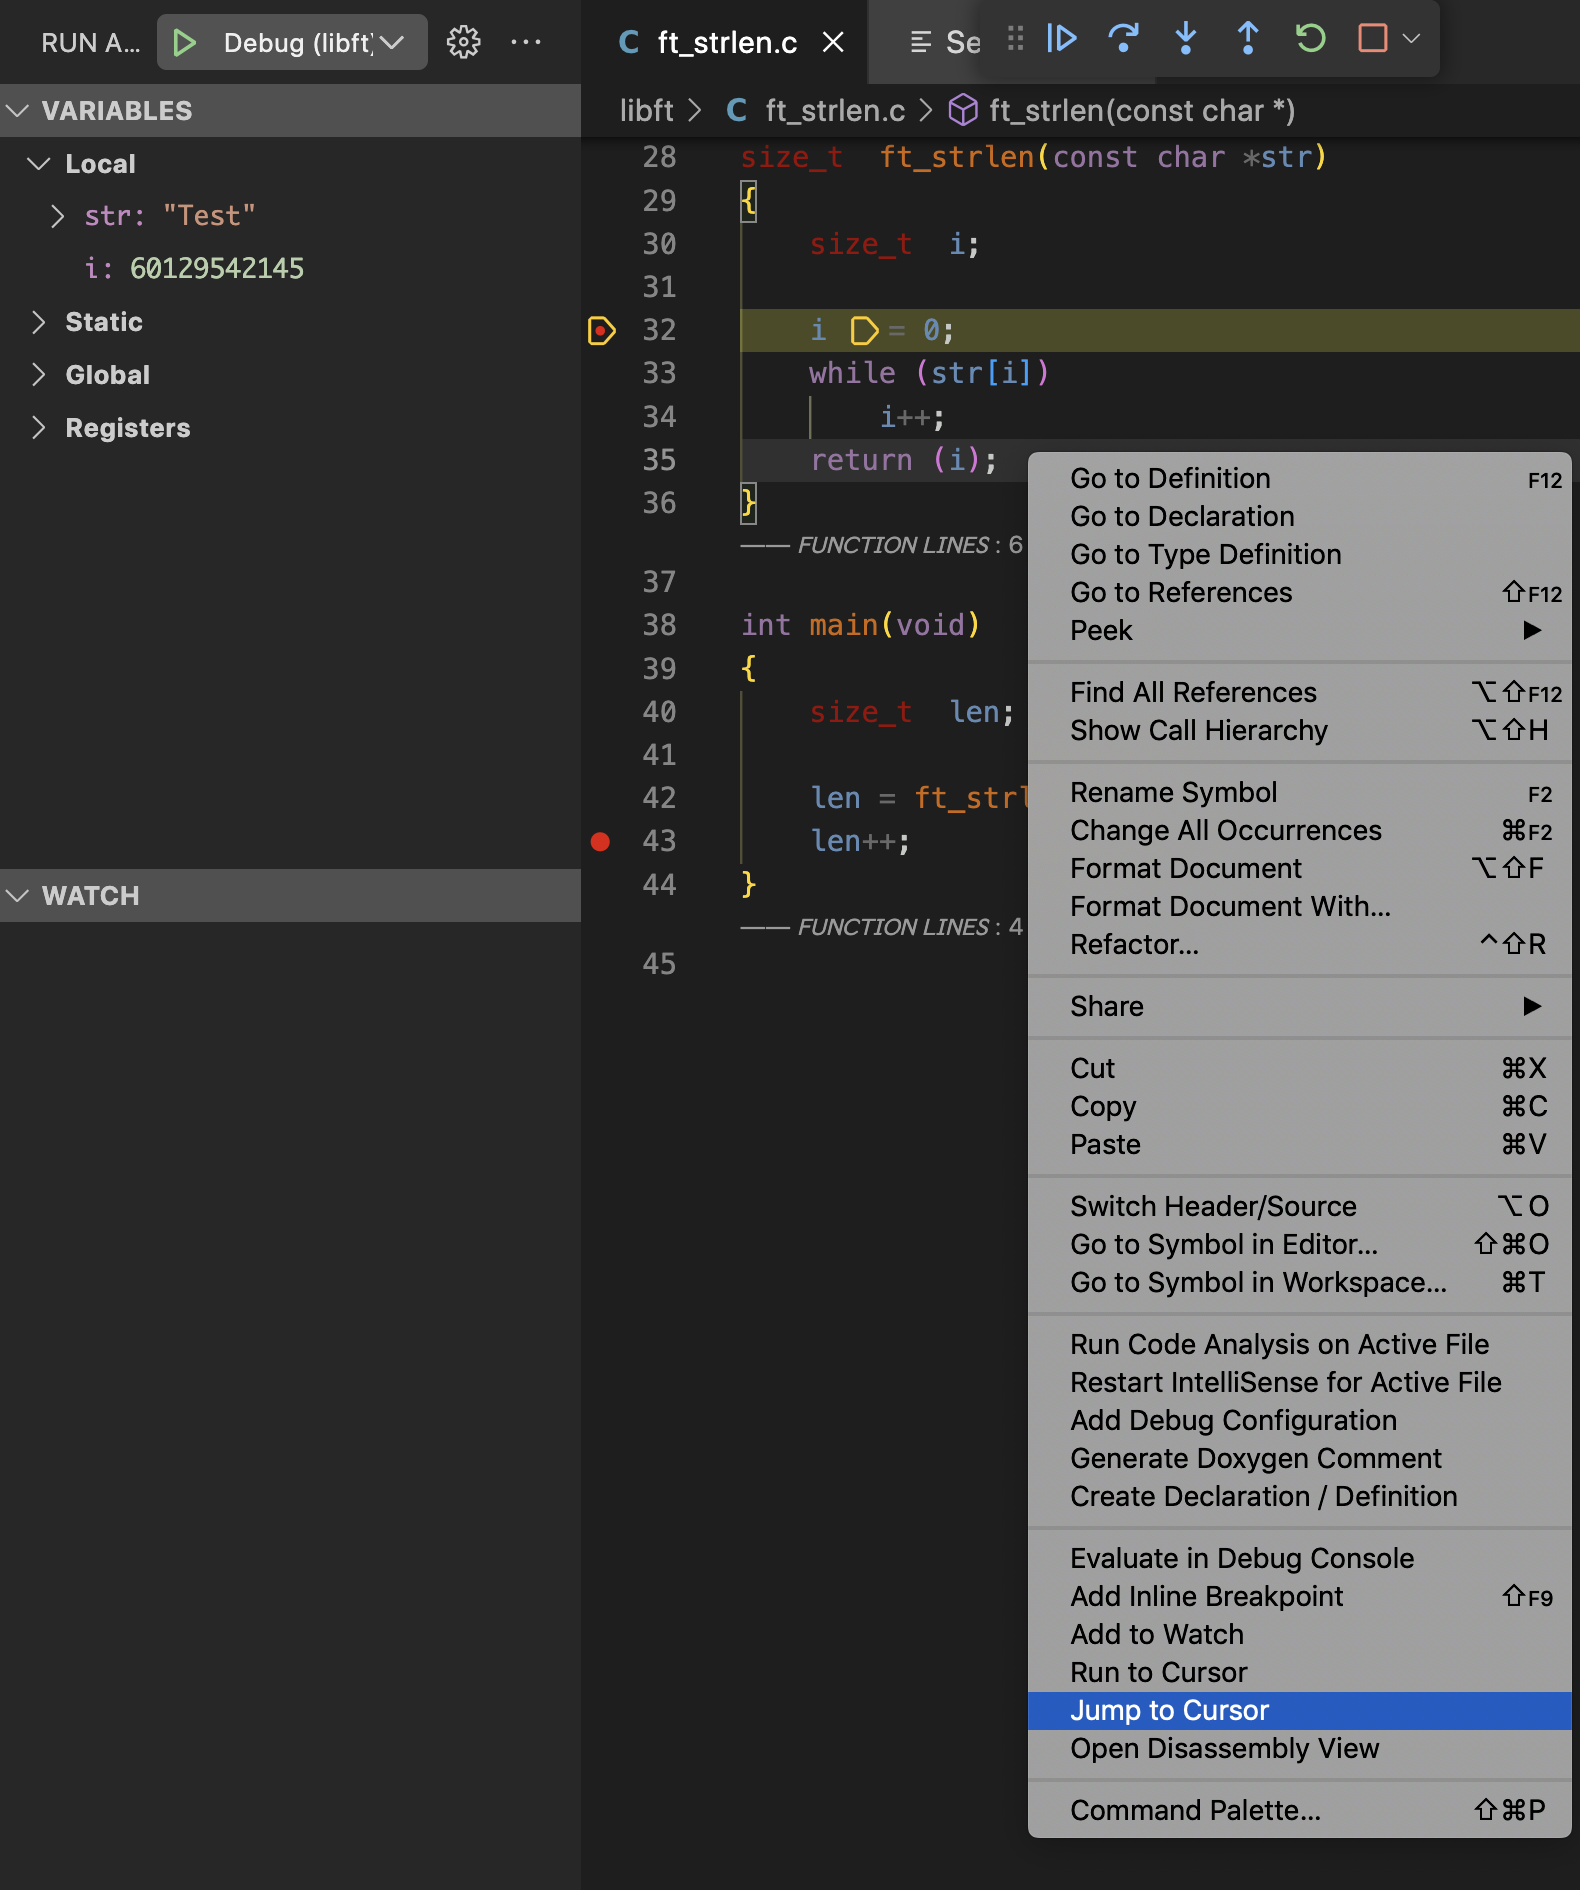 RUN A... Debug (libft) ...
VARIABLES
Local
str: "Test"
i: 60129542145
Static
Global
Registers
WATCH
C ft_strlen.c Se
libft > C ft_strlen.c > ft_strlen(const char *)
28 size_t ft_strlen(const char *str)
29 {
30 size_t i;
31
32 i = 0;
33 while (str[i])
34 i++;
35 return (i);
36 }
—— FUNCTION LINES : 6
37
38 int main(void)
39 {
40 size_t len;
41
42 len = ft_strl
43 len++;
44 }
—— FUNCTION LINES : 4
45
Go to Definition F12
Go to Declaration
Go to Type Definition
Go to References ⇧F12
Peek ▶
Find All References ⌥⇧F12
Show Call Hierarchy ⌥⇧H
Rename Symbol F2
Change All Occurrences ⌘F2
Format Document ⌥⇧F
Format Document With...
Refactor... ^⇧R
Share ▶
Cut ⌘X
Copy ⌘C
Paste ⌘V
Switch Header/Source ⌥O
Go to Symbol in Editor... ⇧⌘O
Go to Symbol in Workspace... ⌘T
Run Code Analysis on Active File
Restart IntelliSense for Active File
Add Debug Configuration
Generate Doxygen Comment
Create Declaration / Definition
Evaluate in Debug Console
Add Inline Breakpoint ⇧F9
Add to Watch
Run to Cursor
Jump to Cursor
Open Disassembly View
Command Palette... ⇧⌘P